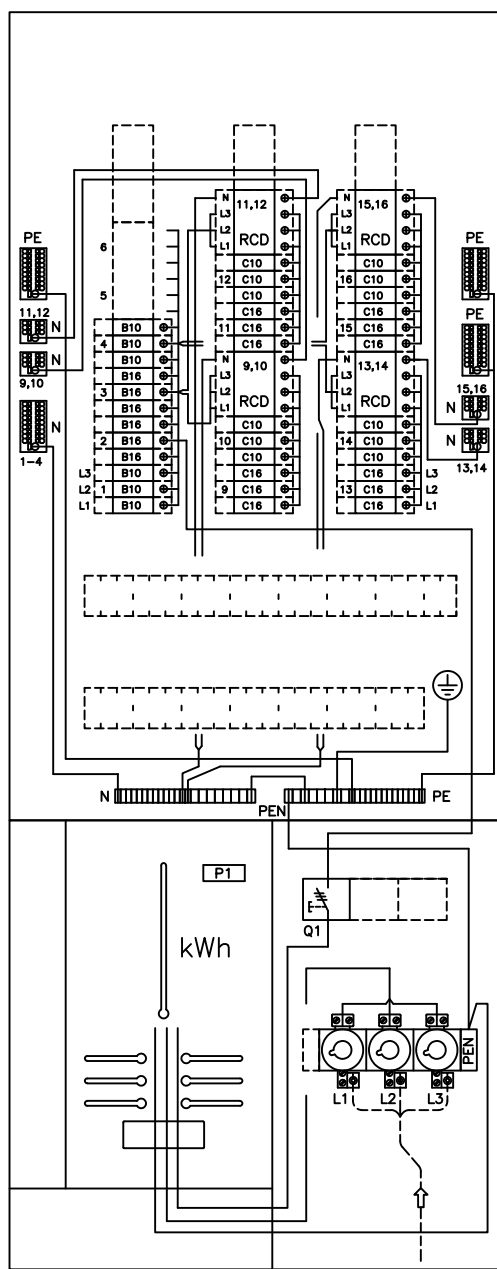 N
11,12
N
15,16
L3
L3
PE
L2
RCD
L2
RCD
PE
6
L1
L1
C10
C10
12
C10
16
C10
5
C10
C10
11,12
N
C16
C16
B10
11
C16
15
C16
PE
4
B10
C16
C16
9,10
N
B10
N
9,10
N
13,14
B16
L3
L3
15,16
3
B16
L2
RCD
L2
RCD
N
B16
L1
L1
N
B16
C10
C10
N
1-4
2
B16
10
C10
14
C10
13,14
B16
C10
C10
L3
B10
C16
C16
L3
L2
1
B10
9
C16
13
C16
L2
L1
B10
C16
C16
L1
N
PEN
PE
P1
kWh
Q1
PEN
L1
L2
L3